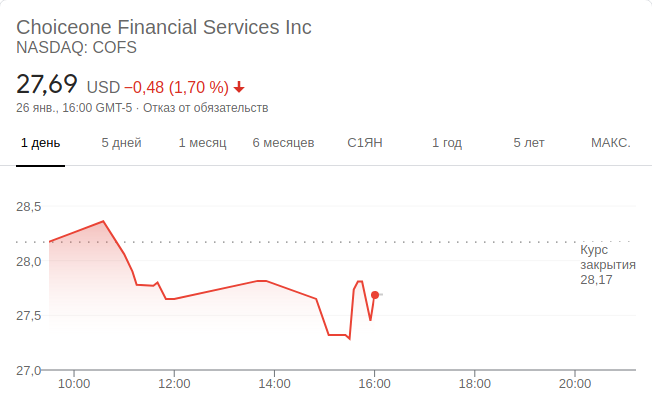 Choiceone Financial Services Inc
NASDAQ: COFS
27,69 USD −0,48 (1,70 %)
26 янв., 16:00 GMT-5 · Отказ от обязательств
1 день 5 дней 1 месяц 6 месяцев С1ЯН 1 год 5 лет МАКС.
28,5
Курс
закрытия
28,17
28,0
27,5
27,0
10:00 12:00 14:00 16:00 18:00 20:00